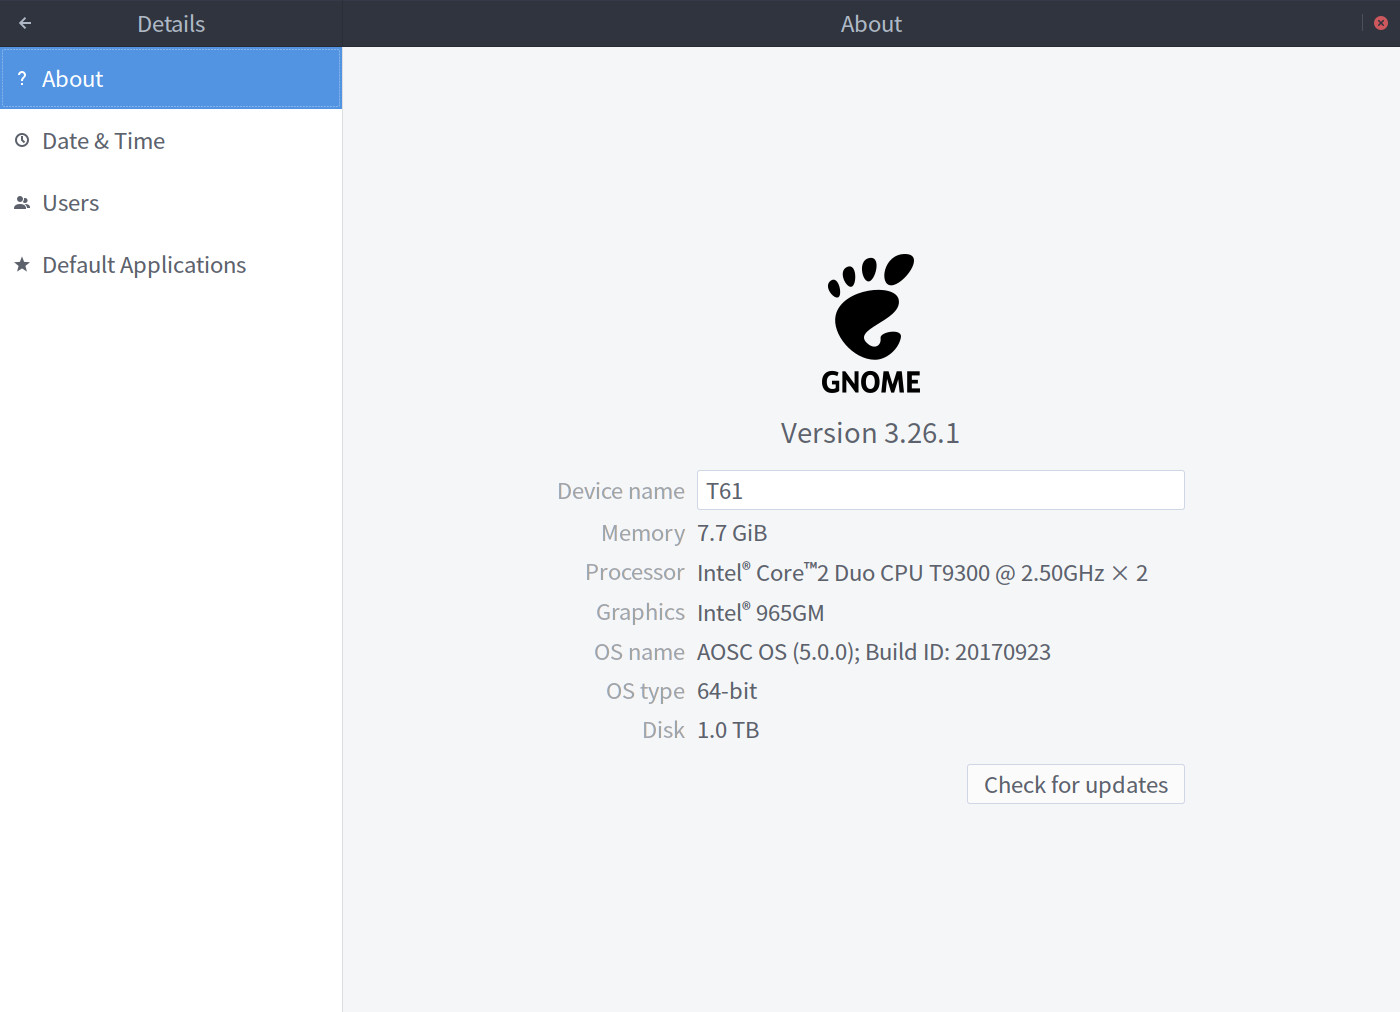 Details
About
? About
Date & Time
Users
Default Applications
GNOME
Version 3.26.1
Device name T61
Memory 7.7 GiB
Processor Intel® Core™2 Duo CPU T9300 @ 2.50GHz × 2
Graphics Intel® 965GM
OS name AOSC OS (5.0.0); Build ID: 20170923
OS type 64-bit
Disk 1.0 TB
Check for updates